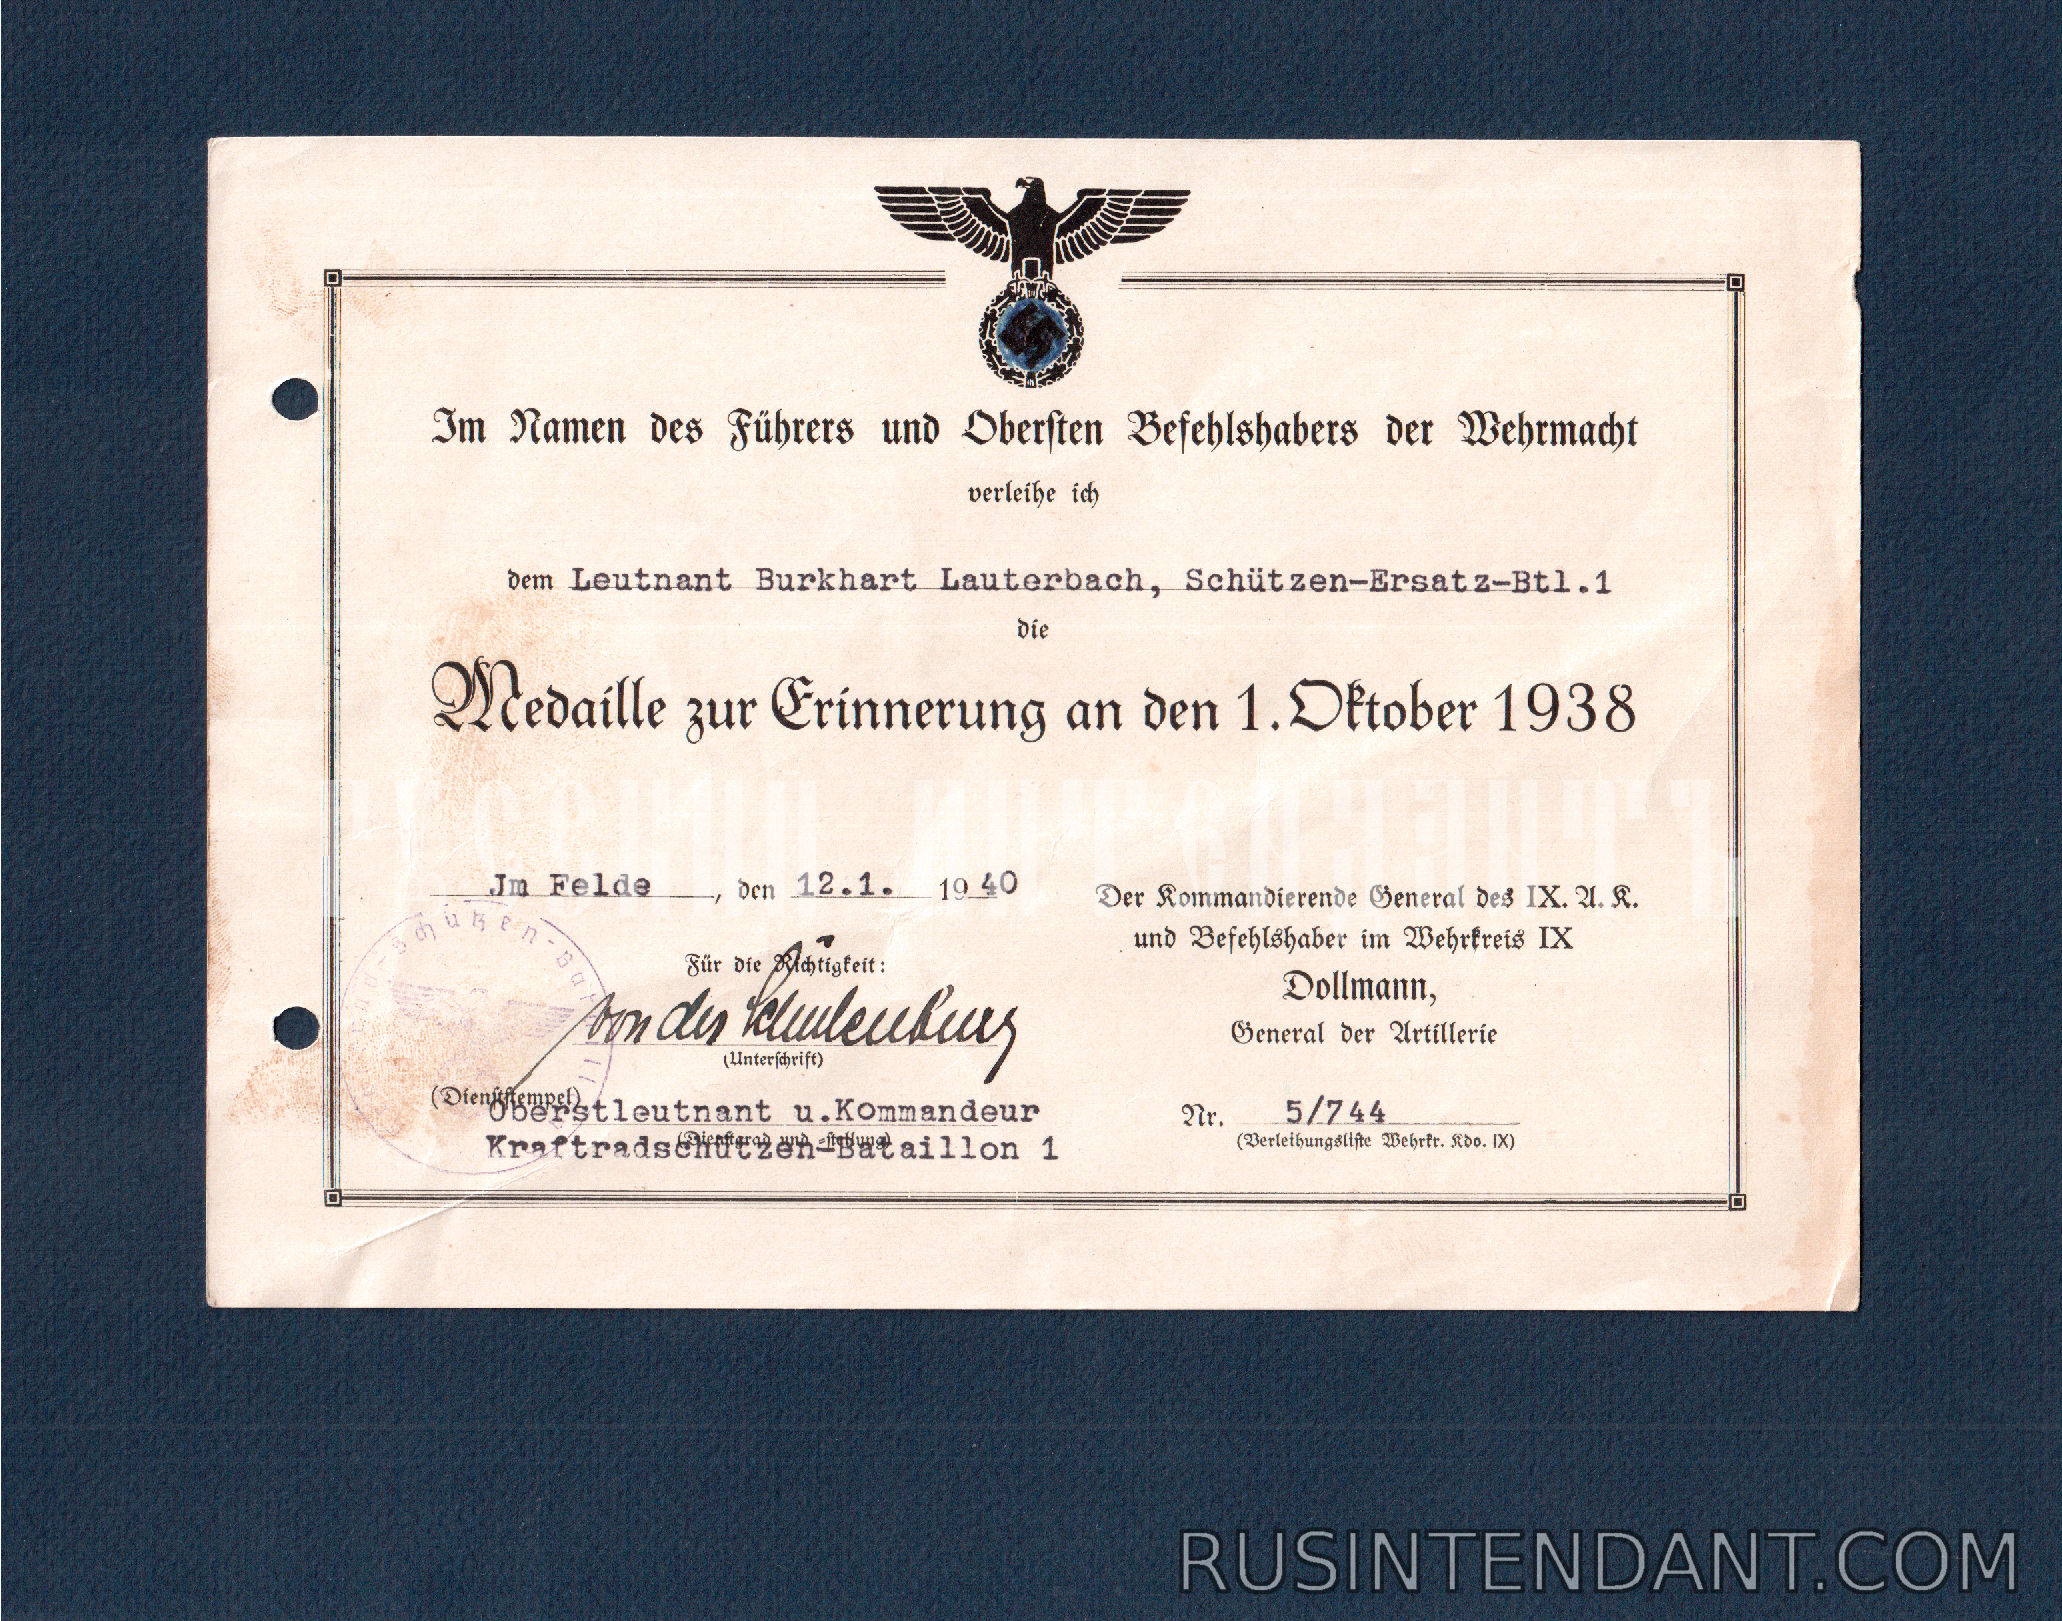 Im Namen des Führers und Obersten Befehlshabers der Wehrmacht
verleihe ich
dem Leutnant Burkhart Lauterbach, Schützen-Ersatz-Btl.1
die
Medaille zur Erinnerung an den 1. Oktober 1938
Jm Felde, den 12.1. 1940
Für die Richtigkeit:
von der Schulenburg
(Unterschrift)
(Dienststempel)
Oberstleutnant u.Kommandeur
(Dienstgrad und -stellung)
Kraftradschützen-Bataillon 1
Der Kommandierende General des IX. A. K.
und Befehlshaber im Wehrkreis IX
Dollmann,
General der Artillerie
Nr. 5/744
(Verleihungsliste Wehrkr. Kdo. IX)
RUSINTENDANT.COM